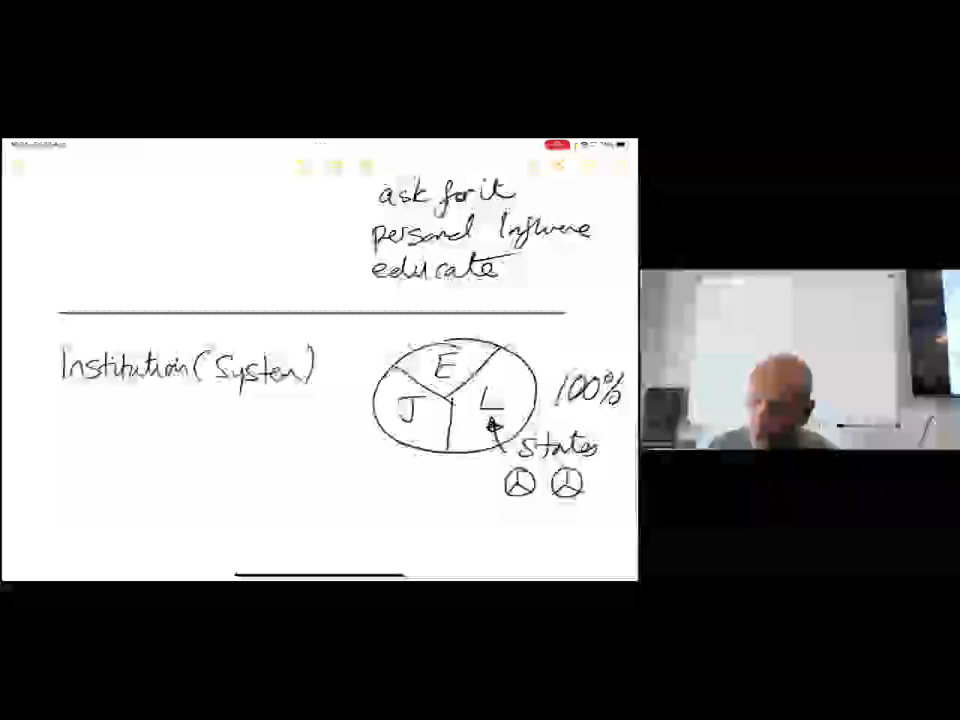 ask for it
personal Influence
educate
Institution (System)
E
J
L
100%
States